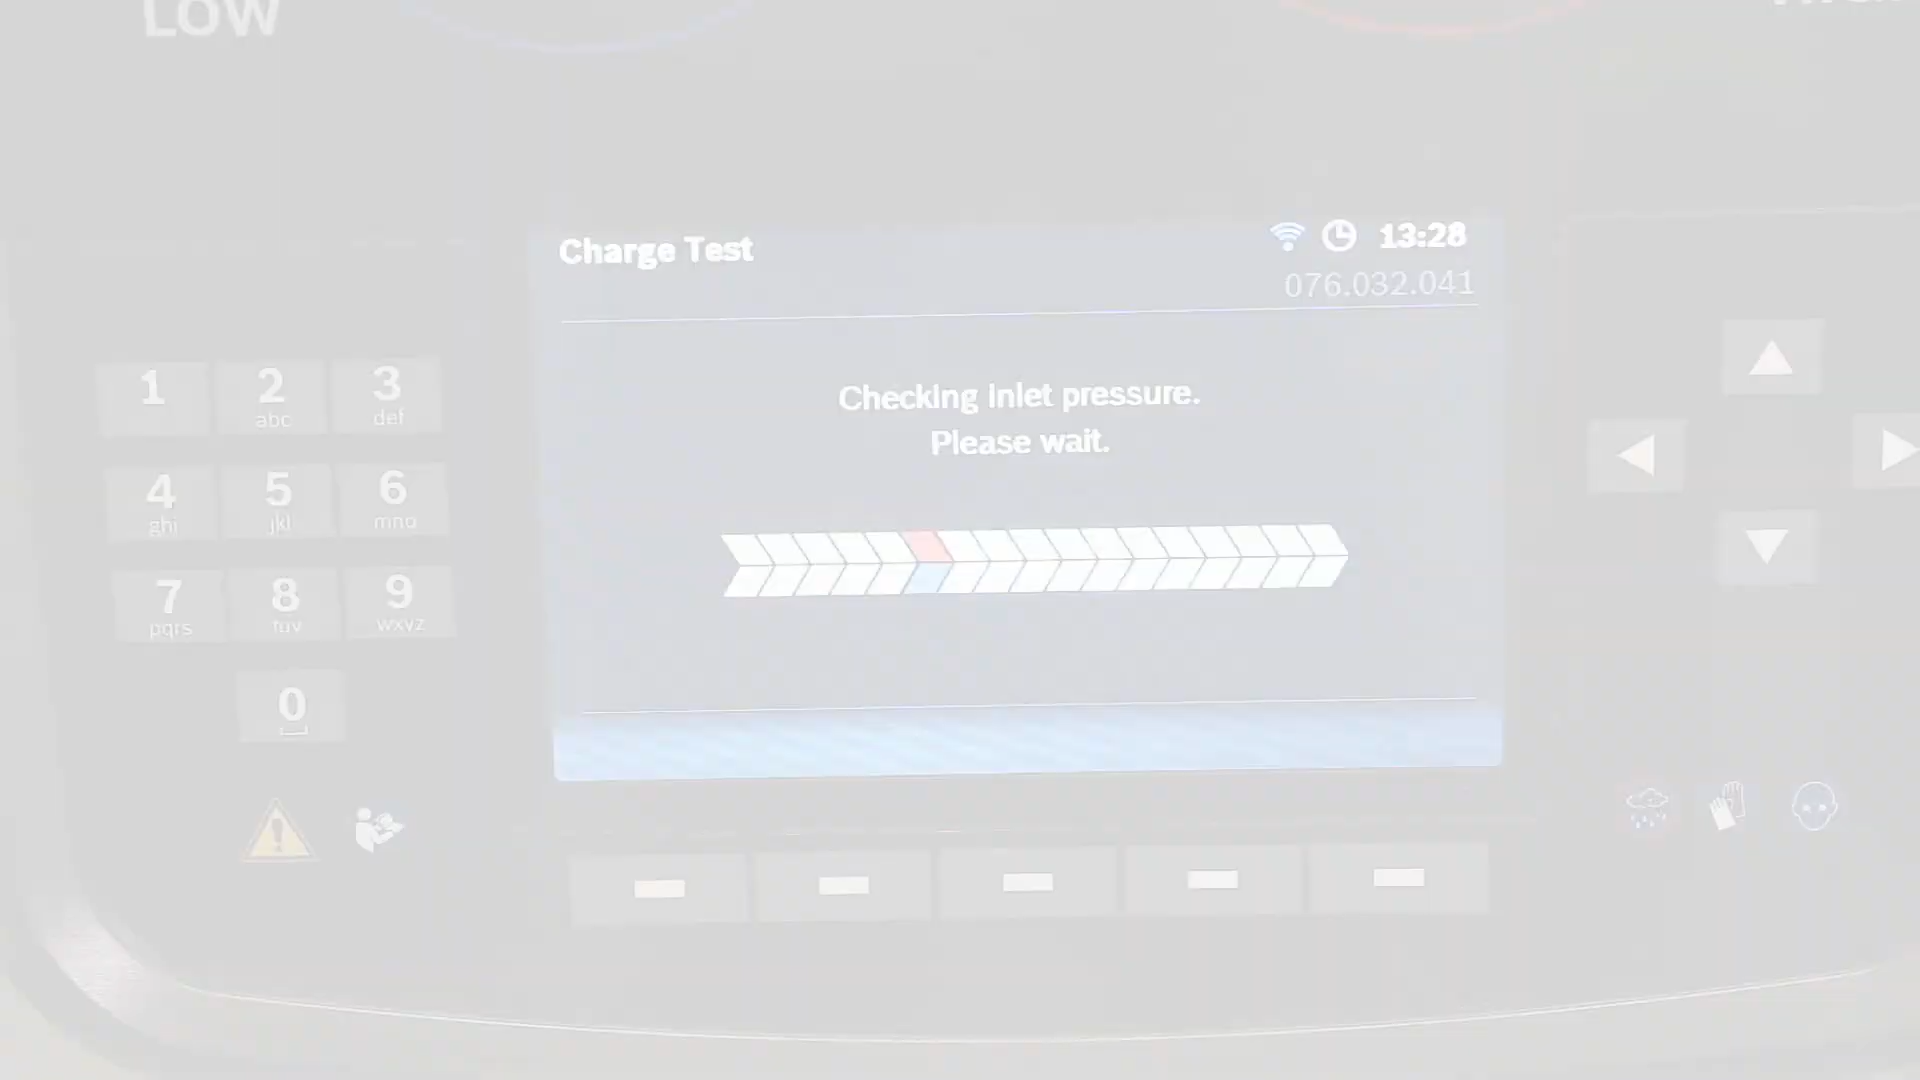 LOW
Charge Test
13:28
076.032.041
Checking inlet pressure.
Please wait.
1
2
abc
3
def
4
ghi
5
jkl
6
mno
7
pqrs
8
tuv
9
wxyz
0